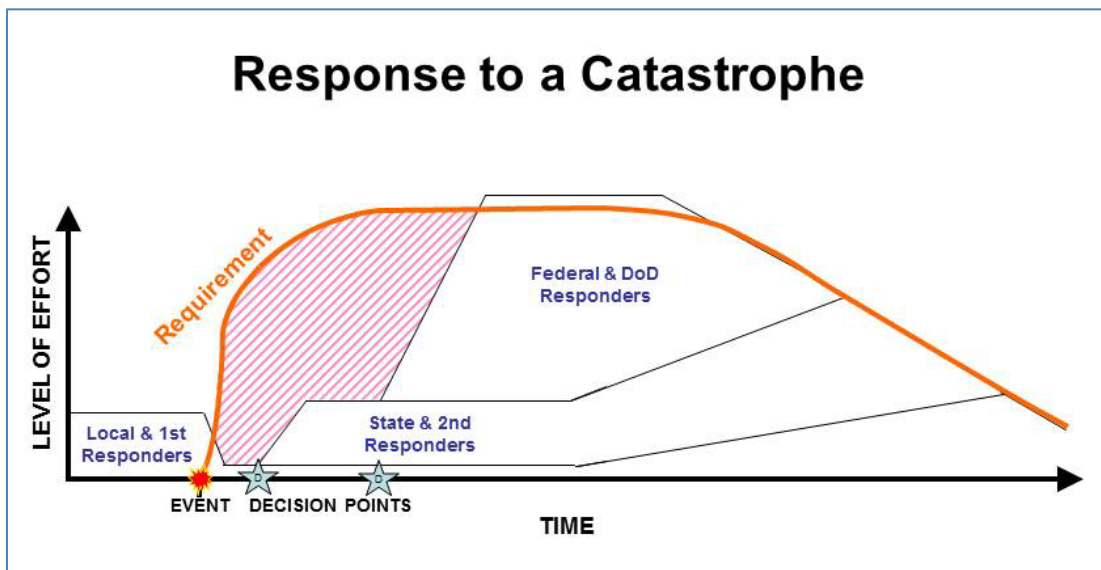 Response to a Catastrophe
LEVEL OF EFFORT
Requirement
Federal & DoD
Responders
Local & 1st
Responders
State & 2nd
Responders
D
D
EVENT DECISION POINTS
TIME